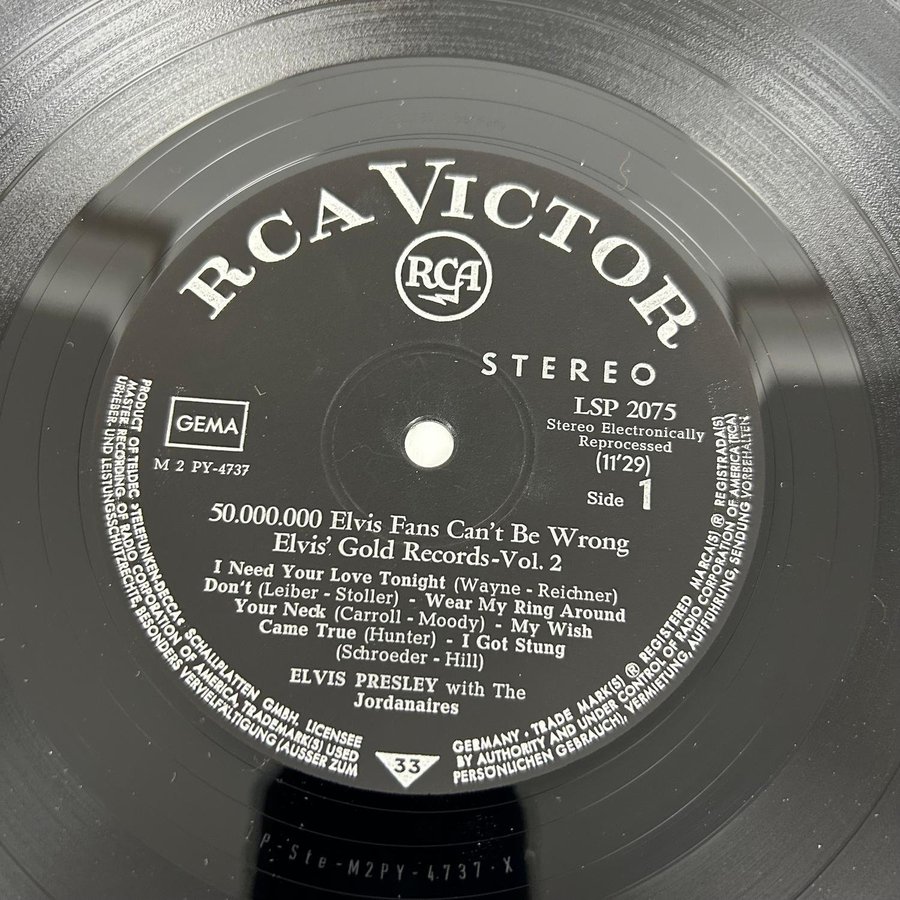 RCA VICTOR
RCA
STEREO
LSP 2075
Stereo Electronically
Reprocessed
(11'29)
Side 1
GEMA
M 2 PY-4737
50.000.000 Elvis Fans Can't Be Wrong
Elvis' Gold Records-Vol. 2
I Need Your Love Tonight (Wayne - Reichner)
Don't (Leiber - Stoller) - Wear My Ring Around
Your Neck (Carroll - Moody) - My Wish
Came True (Hunter) - I Got Stung
(Schroeder - Hill)
ELVIS PRESLEY with The
Jordanaires
PRODUCT OF TELDEC »TELEFUNKEN-DECCA« SCHALLPLATTEN GMBH. LICENSEE
MASTER RECORDING OF RADIO CORPORATION OF AMERICA, TRADEMARK(S) USED
URHEBER- UND LEISTUNGSSCHUTZRECHTE, BESONDERS VERVIELFÄLTIGUNG (AUSSER ZUM
33
GERMANY · TRADE MARK(S) ® REGISTERED MARCA(S) ® REGISTRADA(S)
BY AUTHORITY AND UNDER CONTROL OF RADIO CORPORATION OF AMERICA (RCA)
PERSÖNLICHEN GEBRAUCH), VERMIETUNG, AUFFÜHRUNG, SENDUNG VORBEHALTEN
P-Ste-M2PY-4.737-X